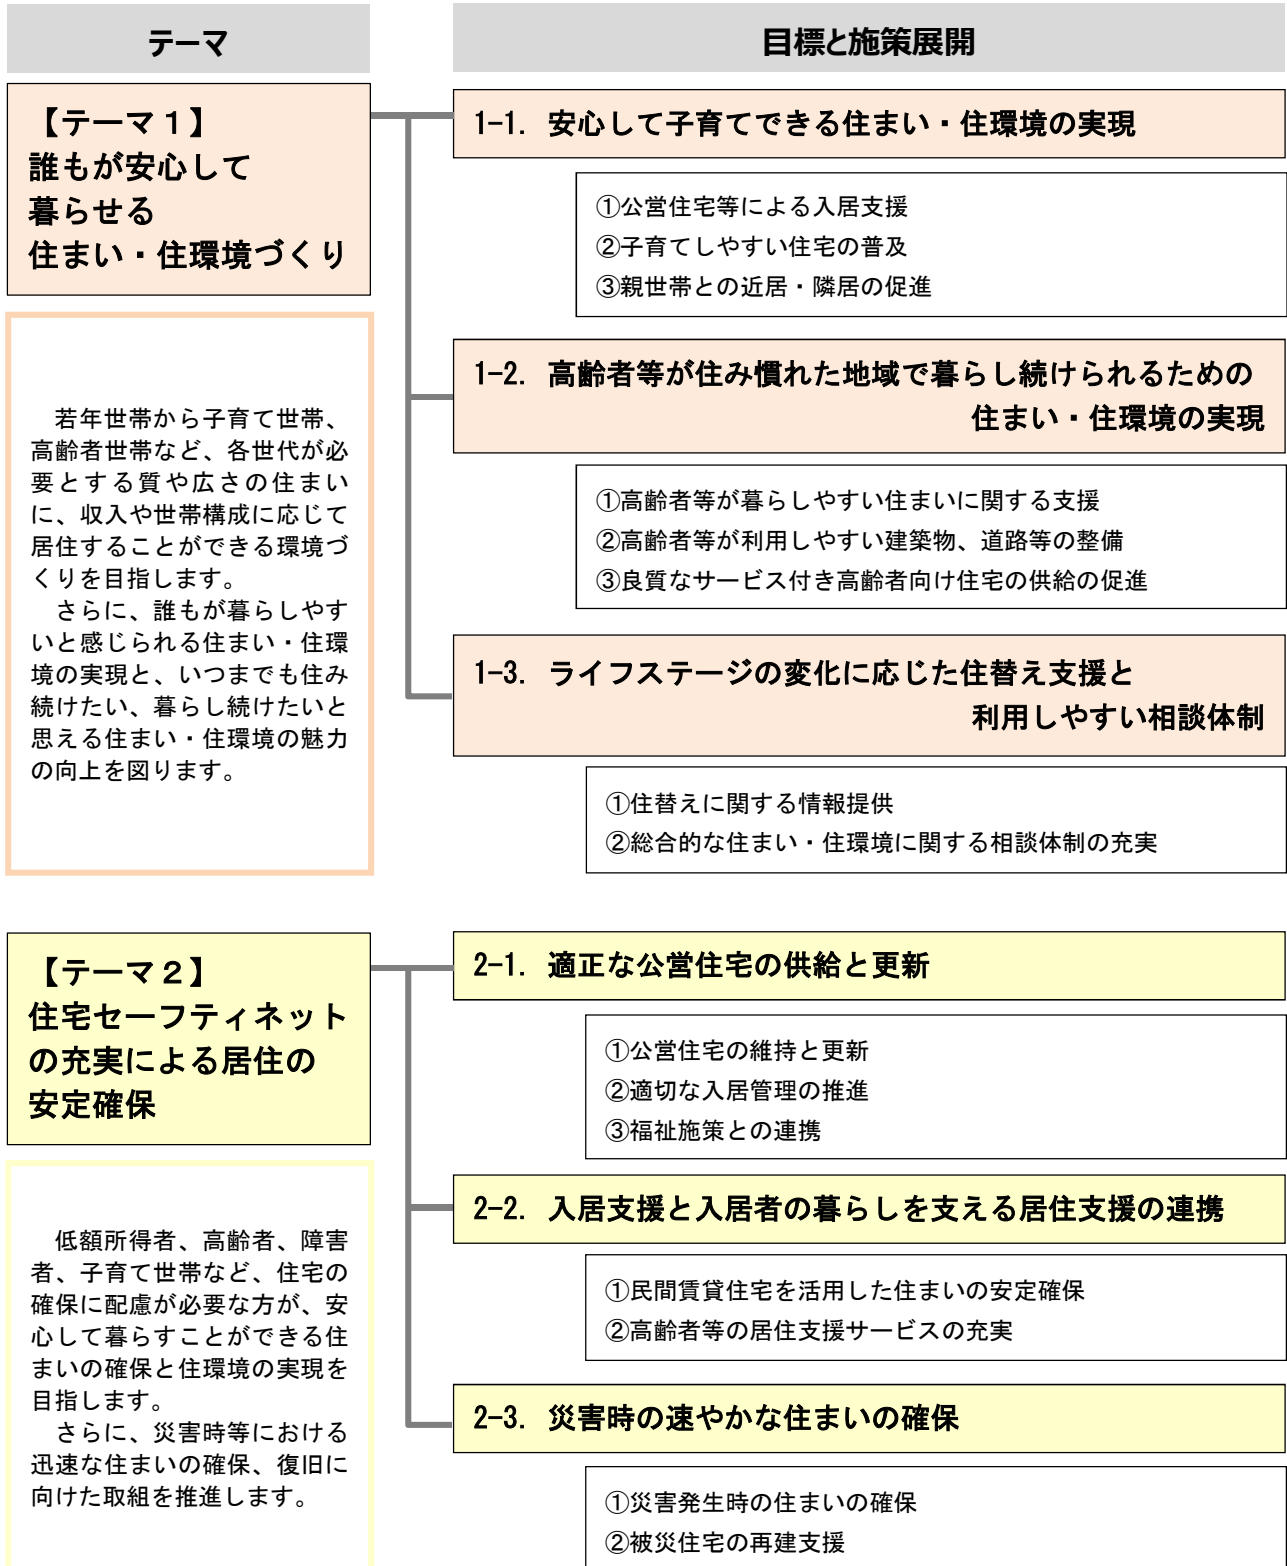 テーマ
目標と施策展開
【テーマ１】
誰もが安心して
暮らせる
住まい・住環境づくり
若年世帯から子育て世帯、
高齢者世帯など、各世代が必
要とする質や広さの住まい
に、収入や世帯構成に応じて
居住することができる環境づ
くりを目指します。
さらに、誰もが暮らしやす
いと感じられる住まい・住環
境の実現と、いつまでも住み
続けたい、暮らし続けたいと
思える住まい・住環境の魅力
の向上を図ります。
1-1. 安心して子育てできる住まい・住環境の実現
①公営住宅等による入居支援
②子育てしやすい住宅の普及
③親世帯との近居・隣居の促進
1-2. 高齢者等が住み慣れた地域で暮らし続けられるための
住まい・住環境の実現
①高齢者等が暮らしやすい住まいに関する支援
②高齢者等が利用しやすい建築物、道路等の整備
③良質なサービス付き高齢者向け住宅の供給の促進
1-3. ライフステージの変化に応じた住替え支援と
利用しやすい相談体制
①住替えに関する情報提供
②総合的な住まい・住環境に関する相談体制の充実
【テーマ２】
住宅セーフティネット
の充実による居住の
安定確保
低額所得者、高齢者、障害
者、子育て世帯など、住宅の
確保に配慮が必要な方が、安
心して暮らすことができる住
まいの確保と住環境の実現を
目指します。
さらに、災害時等における
迅速な住まいの確保、復旧に
向けた取組を推進します。
2-1. 適正な公営住宅の供給と更新
①公営住宅の維持と更新
②適切な入居管理の推進
③福祉施策との連携
2-2. 入居支援と入居者の暮らしを支える居住支援の連携
①民間賃貸住宅を活用した住まいの安定確保
②高齢者等の居住支援サービスの充実
2-3. 災害時の速やかな住まいの確保
①災害発生時の住まいの確保
②被災住宅の再建支援